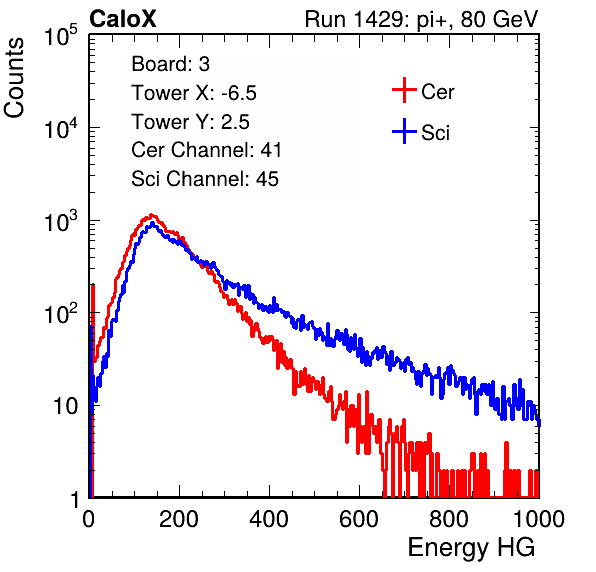 CaloX Run 1429: pi+, 80 GeV
Counts
Board: 3
Tower X: -6.5
Tower Y: 2.5
Cer Channel: 41
Sci Channel: 45
Cer
Sci
10^5
10^4
10^3
10^2
10
1
0 200 400 600 800 1000
Energy HG